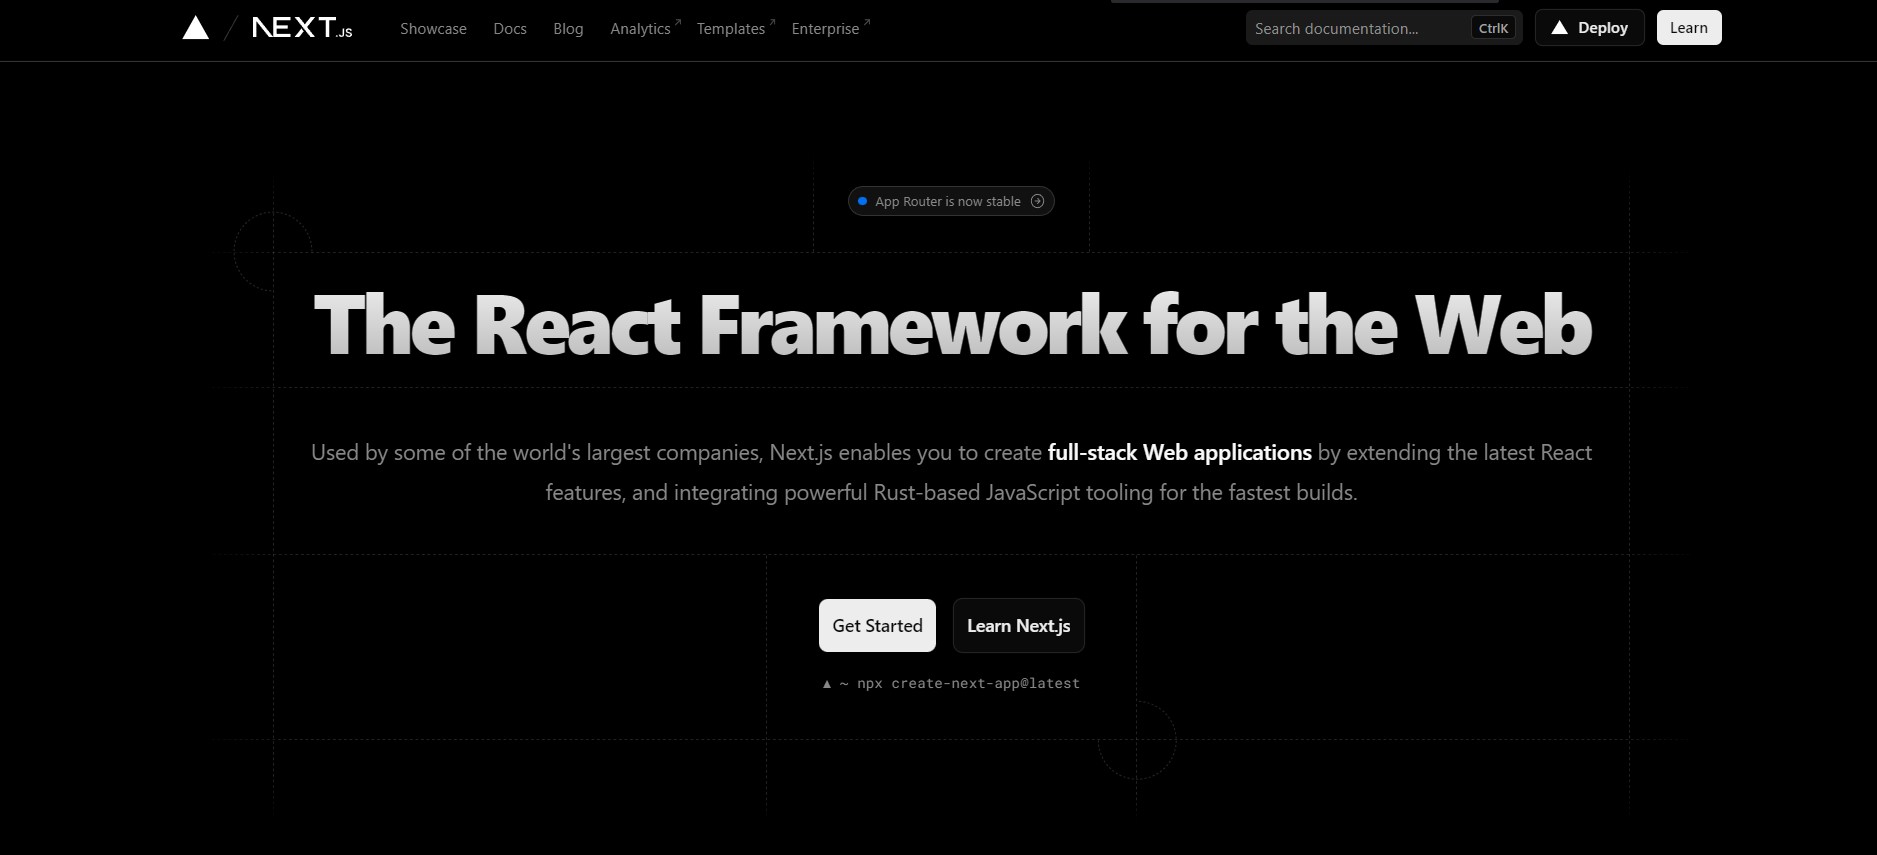 NEXT.JS
Showcase Docs Blog Analytics↗ Templates↗ Enterprise↗
Search documentation... CtrlK
Deploy
Learn
App Router is now stable
The React Framework for the Web
Used by some of the world's largest companies, Next.js enables you to create full-stack Web applications by extending the latest React
features, and integrating powerful Rust-based JavaScript tooling for the fastest builds.
Get Started
Learn Next.js
▲ ~ npx create-next-app@latest